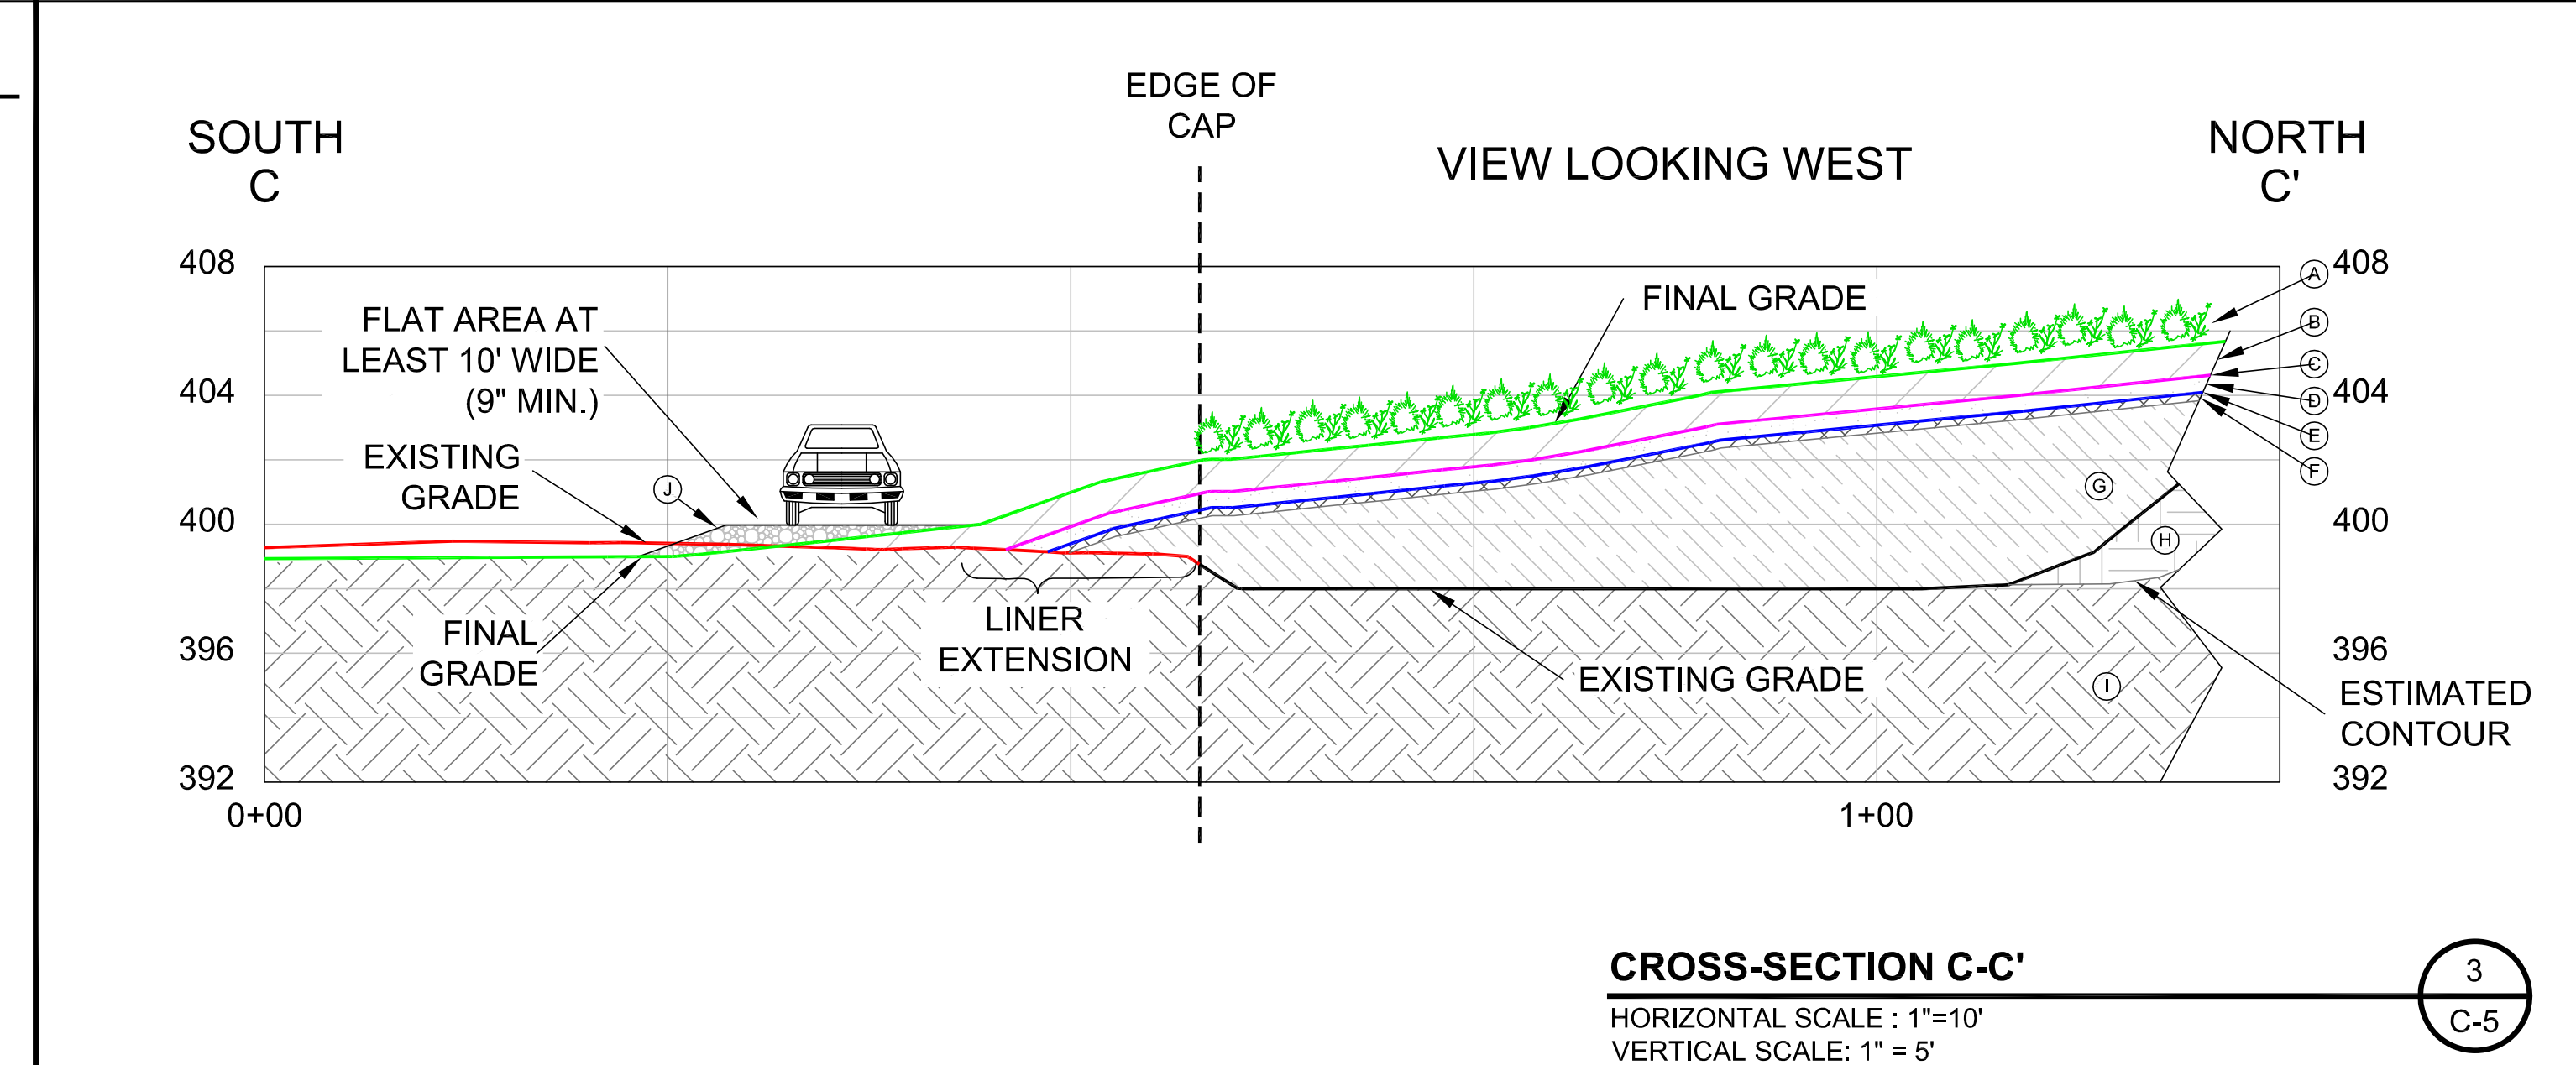 EDGE OF
CAP
SOUTH
C
VIEW LOOKING WEST
NORTH
C'
408
408
404
404
400
400
396
396
392
392
FLAT AREA AT
LEAST 10' WIDE
(9" MIN.)
EXISTING
GRADE
J
FINAL GRADE
A
B
C
D
E
F
G
H
I
FINAL
GRADE
LINER
EXTENSION
EXISTING GRADE
ESTIMATED
CONTOUR
0+00
1+00
CROSS-SECTION C-C'
HORIZONTAL SCALE : 1"=10'
VERTICAL SCALE: 1" = 5'
3
C-5